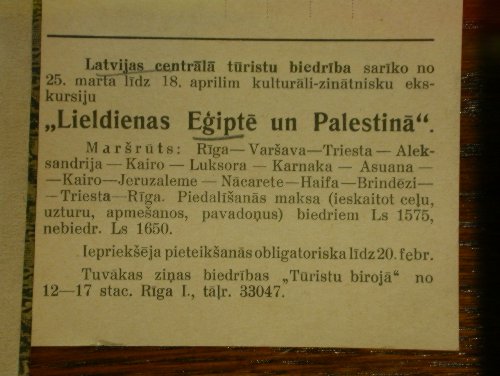 Latvijas centrālā tūristu biedrība sarīko no
25. marta līdz 18. aprilim kulturāli-zinātnisku eks-
kursiju
„Lieldienas Eģiptē un Palestinā“.
Maršrūts: Rīga— Varšava—Triesta — Alek-
sandrija — Kairo — Luksora — Karnaka — Asuana —
—Kairo—Jeruzaleme — Nācarete—Haifa—Brindēzi—
—Triesta—Rīga. Piedalīšanās maksa (ieskaitot ceļu,
uzturu, apmešanos, pavadoņus) biedriem Ls 1575,
nebiedr. Ls 1650.
Iepriekšēja pieteikšanās obligatoriska līdz 20. febr.
Tuvākas ziņas biedrības „Tūristu birojā“ no
12—17 stac. Rīga I., tāļr. 33047.